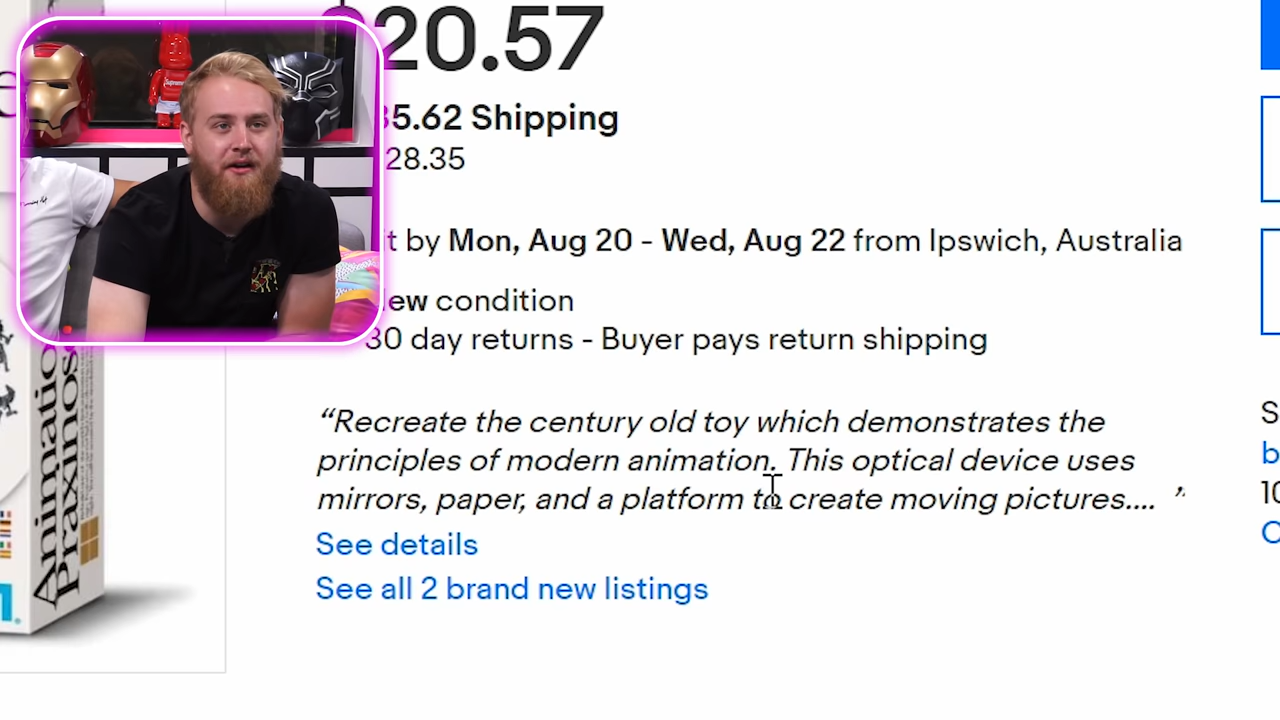 $20.57
5.62 Shipping
28.35
t by Mon, Aug 20 - Wed, Aug 22 from Ipswich, Australia
ew condition
30 day returns - Buyer pays return shipping
“Recreate the century old toy which demonstrates the
principles of modern animation. This optical device uses
mirrors, paper, and a platform to create moving pictures.... ”
See details
See all 2 brand new listings
Animatio
Praxinos
Supreme